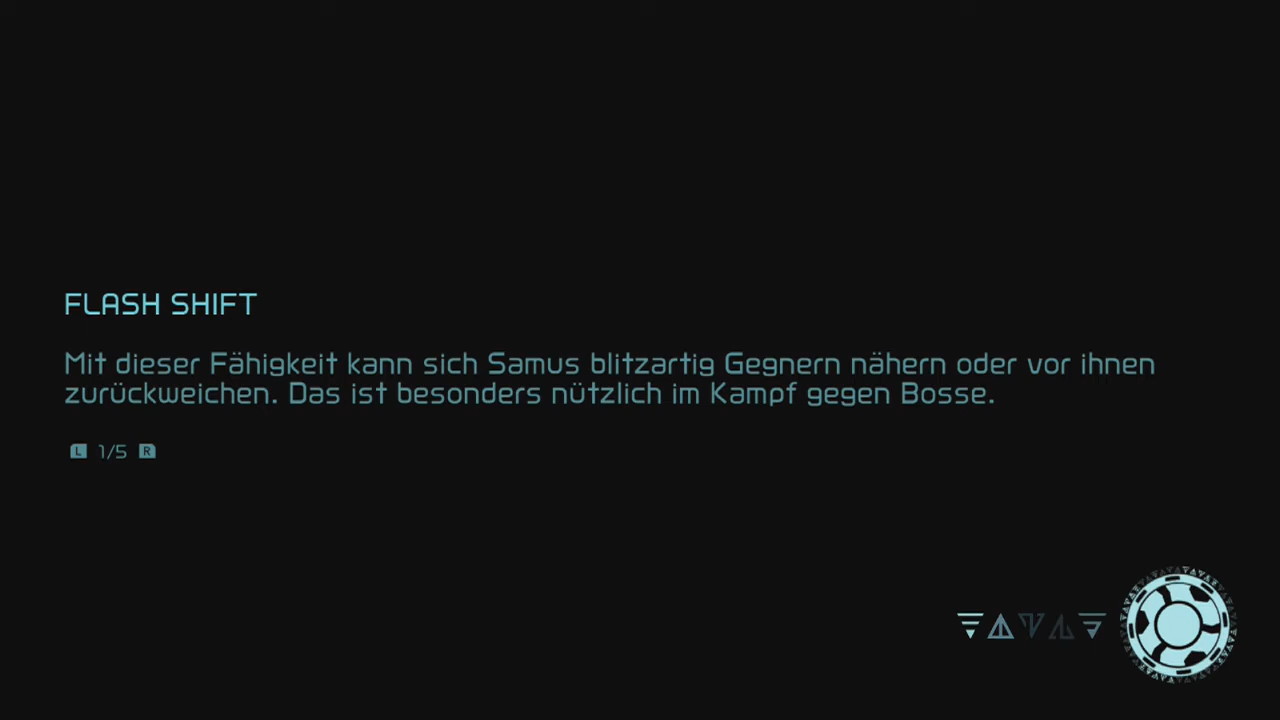 FLASH SHIFT
Mit dieser Fähigkeit kann sich Samus blitzartig Gegnern nähern oder vor ihnen
zurückweichen. Das ist besonders nützlich im Kampf gegen Bosse.
L 1/5 R